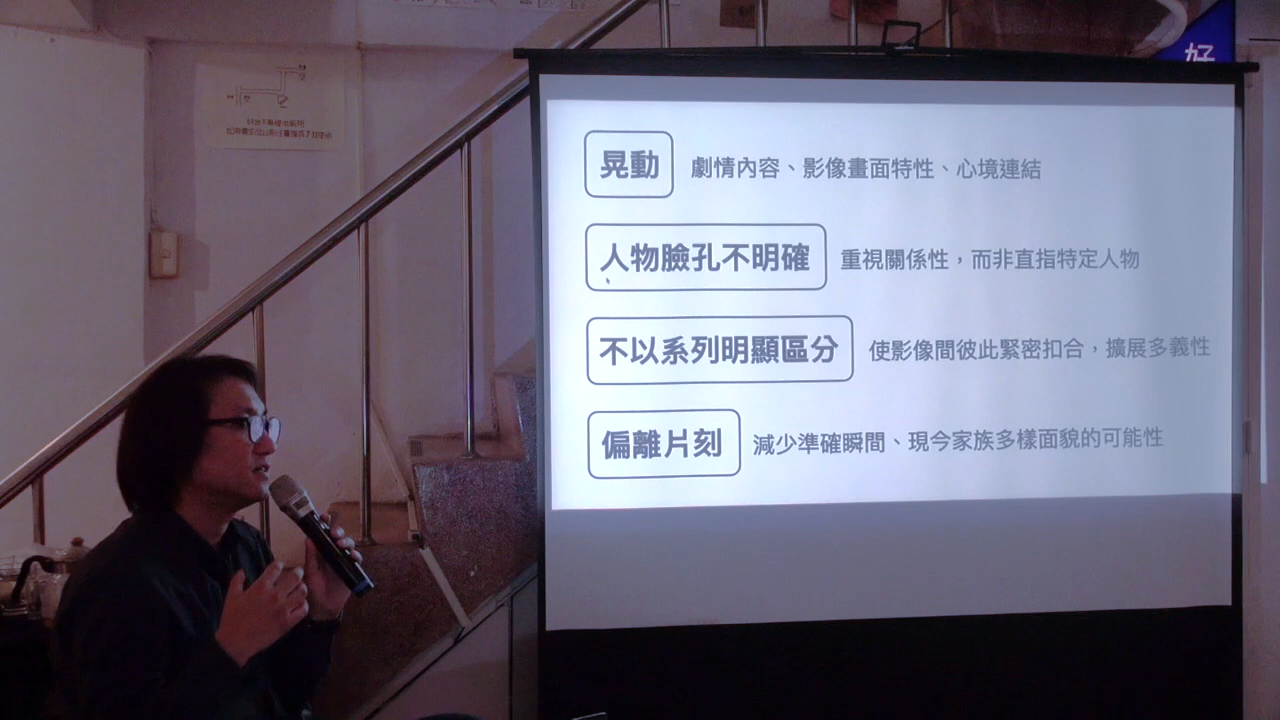 好
晃動 劇情內容、影像畫面特性、心境連結
人物臉孔不明確 重視關係性，而非直指特定人物
不以系列明顯區分 使影像間彼此緊密扣合，擴展多義性
偏離片刻 減少準確瞬間、現今家族多樣面貌的可能性